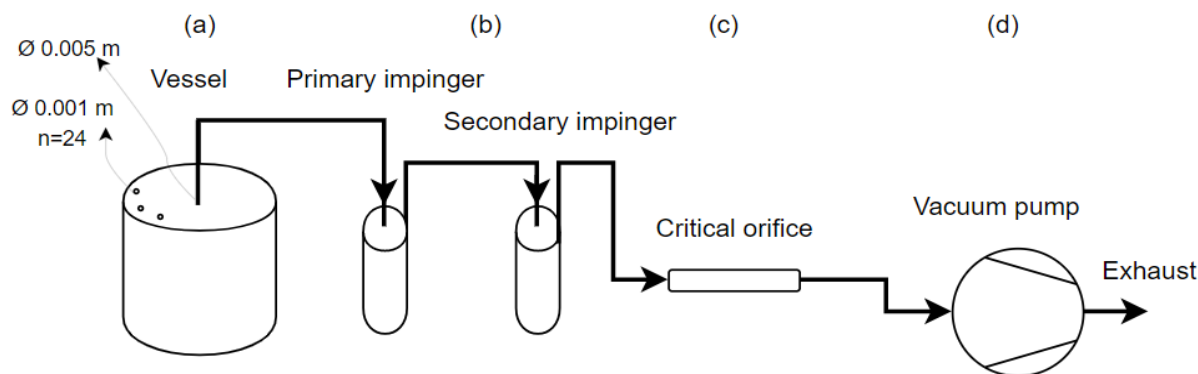 (a)
(b)
(c)
(d)
Ø 0.005 m
Vessel
Primary impinger
Ø 0.001 m
n=24
Secondary impinger
Critical orifice
Vacuum pump
Exhaust